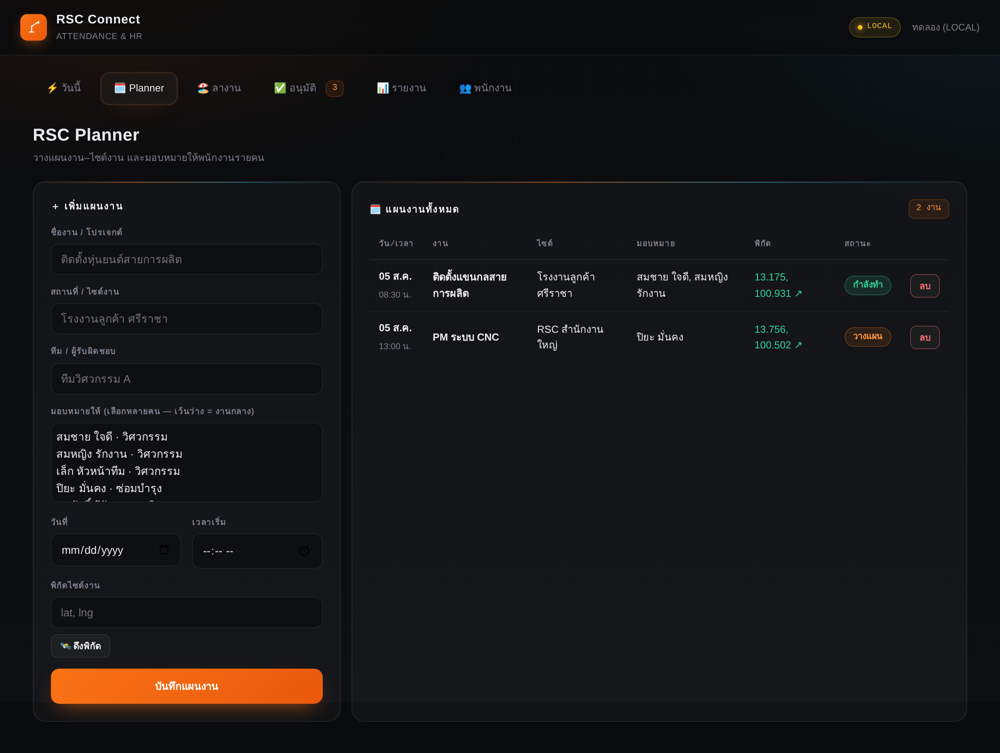 RSC Connect
ATTENDANCE & HR
LOCAL
ทดลอง (LOCAL)
⚡ วันนี้
🗓️ Planner
🏖️ ลางาน
✅ อนุมัติ 3
📊 รายงาน
👥 พนักงาน
RSC Planner
วางแผนงาน–ไซต์งาน และมอบหมายให้พนักงานรายคน
+ เพิ่มแผนงาน
ชื่องาน / โปรเจกต์
ติดตั้งหุ่นยนต์สายการผลิต
สถานที่ / ไซต์งาน
โรงงานลูกค้า ศรีราชา
ทีม / ผู้รับผิดชอบ
ทีมวิศวกรรม A
มอบหมายให้ (เลือกหลายคน — เว้นว่าง = งานกลาง)
สมชาย ใจดี · วิศวกรรม
สมหญิง รักงาน · วิศวกรรม
เล็ก หัวหน้าทีม · วิศวกรรม
ปิยะ มั่นคง · ซ่อมบำรุง
วันที่
เวลาเริ่ม
mm/dd/yyyy
--:-- --
พิกัดไซต์งาน
lat, lng
🛰️ ดึงพิกัด
บันทึกแผนงาน
🗓️ แผนงานทั้งหมด
2 งาน
วัน/เวลา งาน ไซต์ มอบหมาย พิกัด สถานะ
05 ส.ค.
08:30 น.
ติดตั้งแขนกลสาย
การผลิต
โรงงานลูกค้า
ศรีราชา
สมชาย ใจดี, สมหญิง
รักงาน
13.175,
100.931 ↗
กำลังทำ
ลบ
05 ส.ค.
13:00 น.
PM ระบบ CNC
RSC สำนักงาน
ใหญ่
ปิยะ มั่นคง
13.756,
100.502 ↗
วางแผน
ลบ